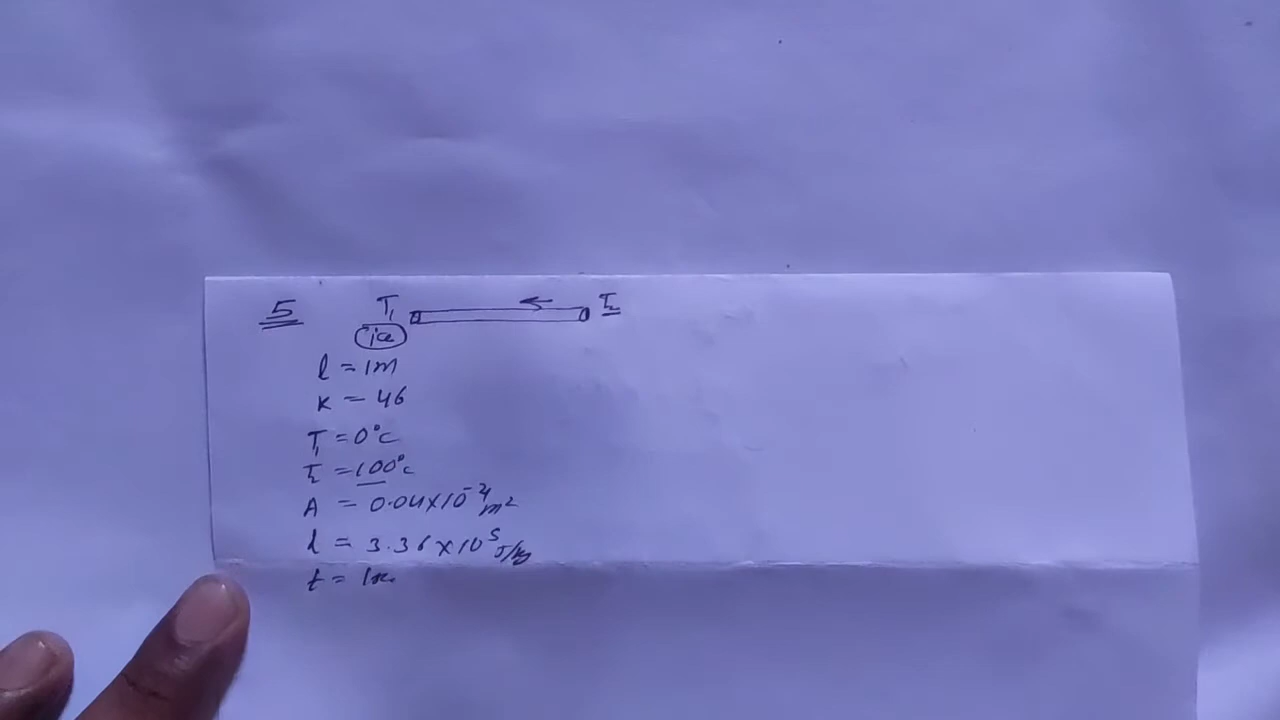 5 T₁ T₂
ice
l = 1m
K = 46
T₁ = 0°C
T₂ = 100°C
A = 0.04×10⁻⁴ m²
L = 3.36×10⁵ J/kg
t = 1sec